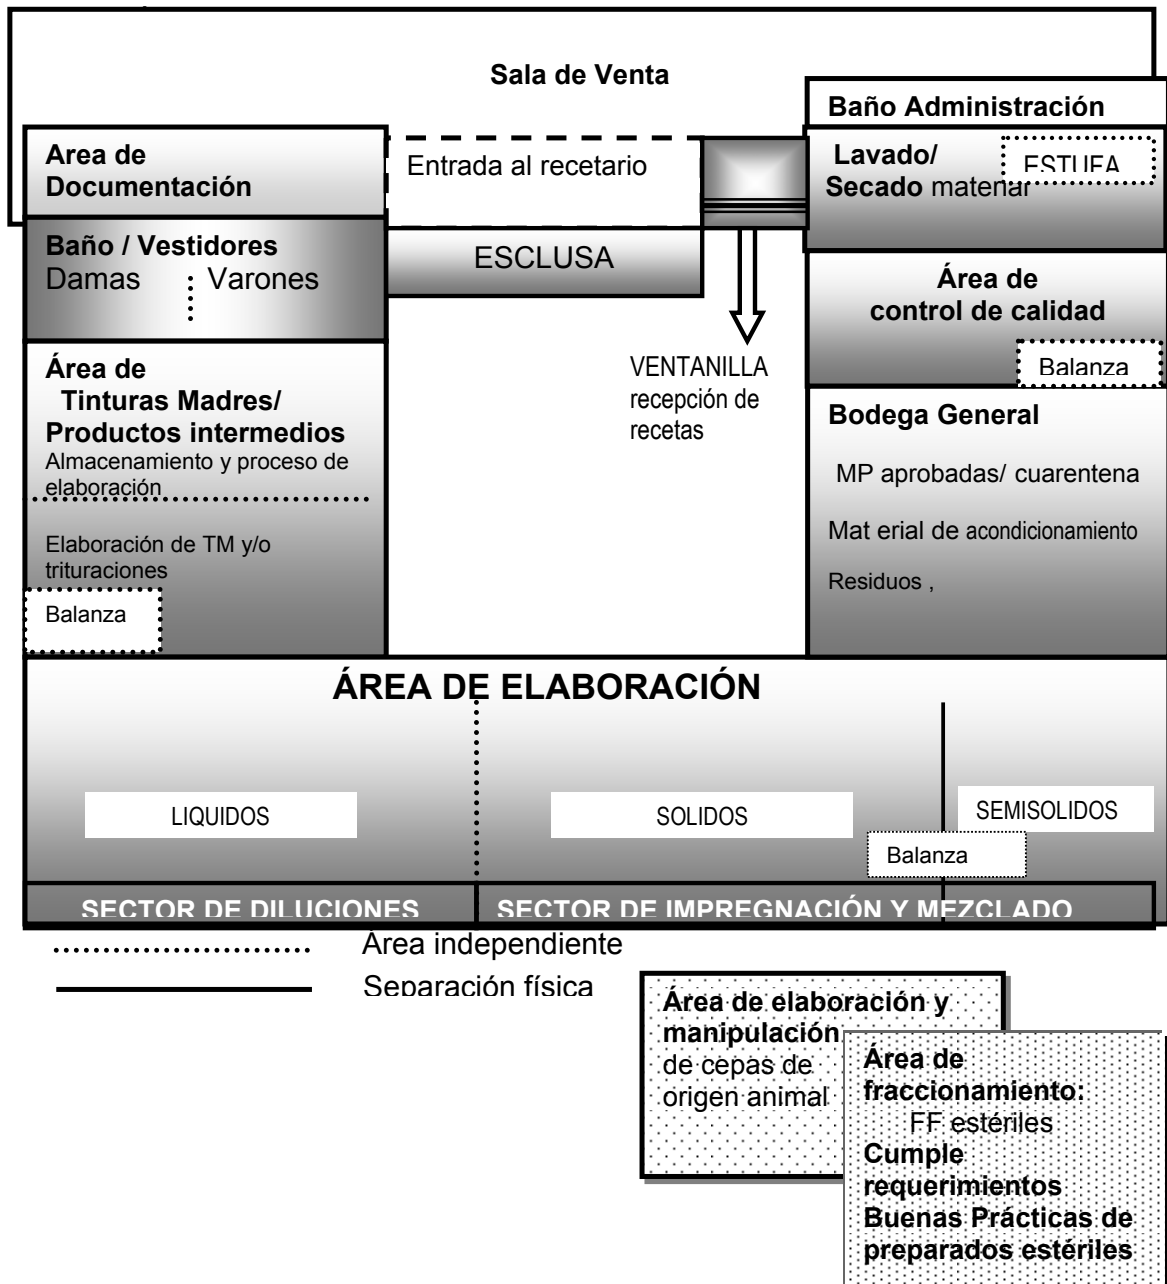 Sala de Venta
Baño Administración
Area de
Documentación
Entrada al recetario
Lavado/
Secado material
ESTUFA
Baño / Vestidores
Damas Varones
ESCLUSA
Área de
control de calidad
Balanza
VENTANILLA
recepción de
recetas
Área de
Tinturas Madres/
Productos intermedios
Almacenamiento y proceso de
elaboración
Elaboración de TM y/o
trituraciones
Balanza
Bodega General
MP aprobadas/ cuarentena
Mat erial de acondicionamiento
Residuos ,
ÁREA DE ELABORACIÓN
LIQUIDOS
SOLIDOS
SEMISOLIDOS
Balanza
SECTOR DE DILUCIONES
SECTOR DE IMPREGNACIÓN Y MEZCLADO
Área independiente
Separación física
Área de elaboración y
manipulación
de cepas de
origen animal
Área de
fraccionamiento:
FF estériles
Cumple
requerimientos
Buenas Prácticas de
preparados estériles